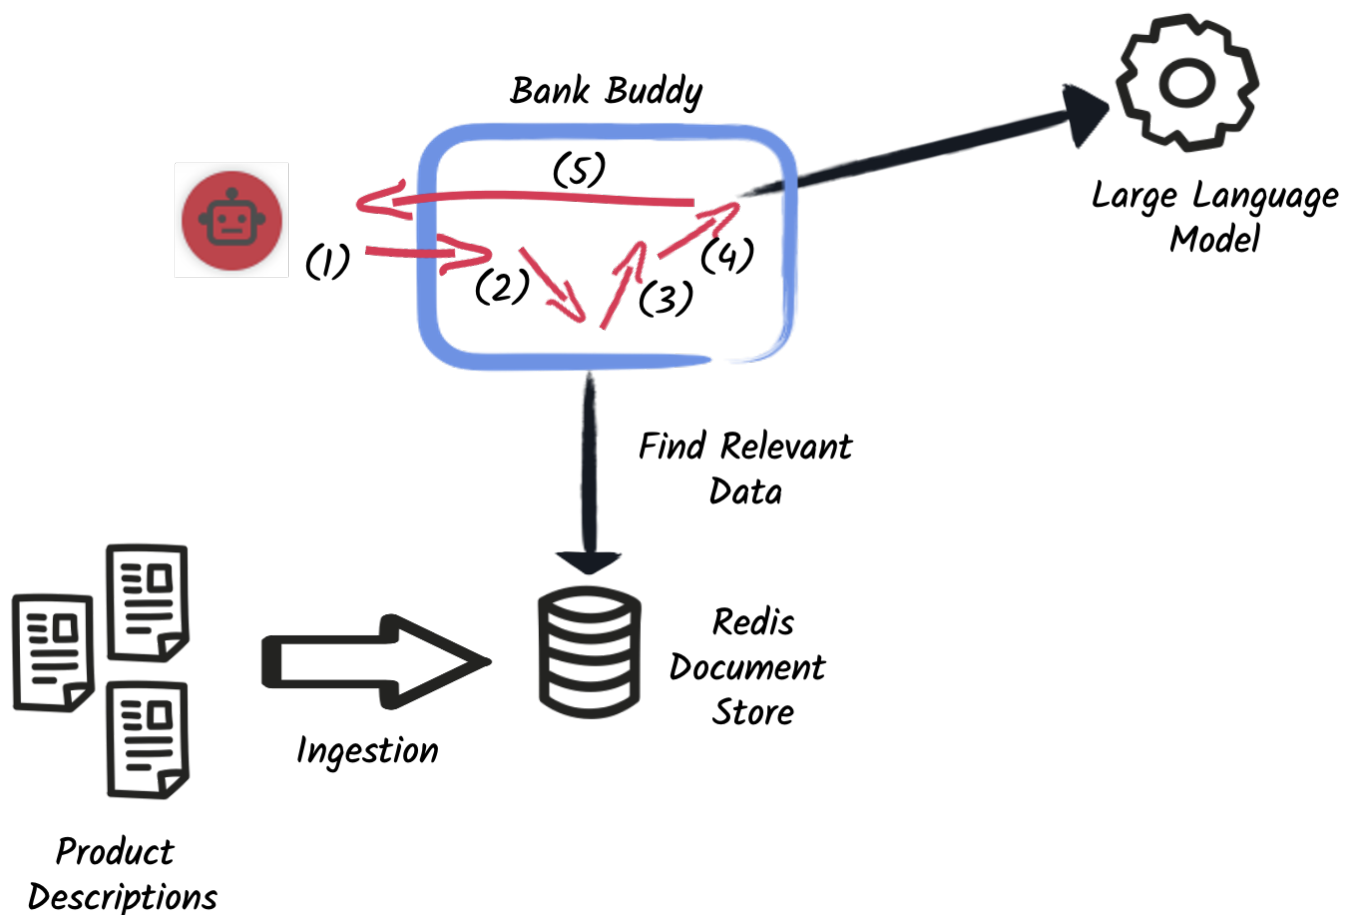 Bank Buddy
(5)
(1)
(2)
(3)
(4)
Large Language
Model
Find Relevant
Data
Redis
Document
Store
Ingestion
Product
Descriptions